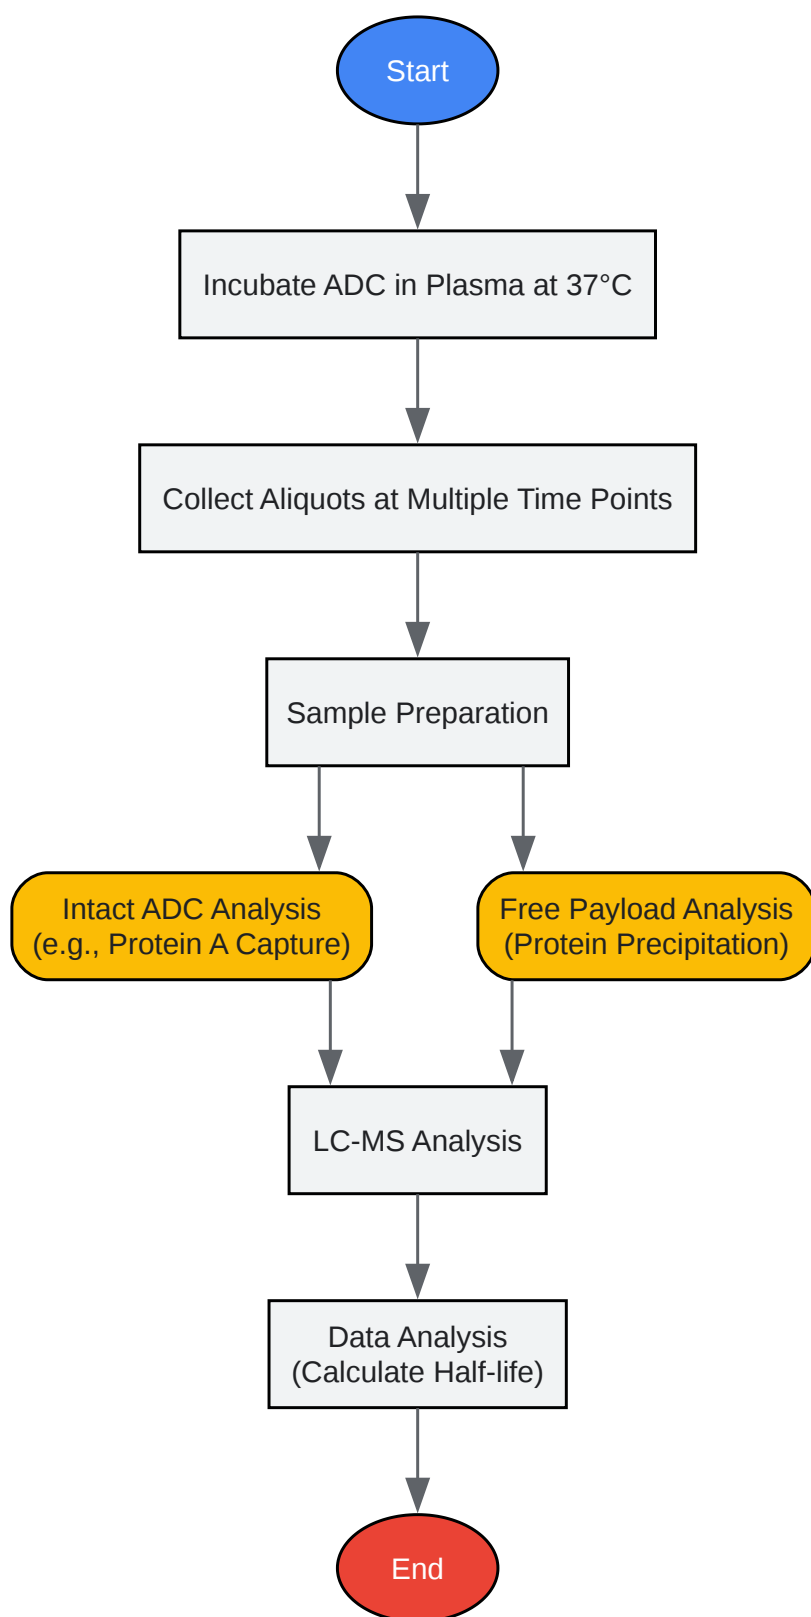 Start
Incubate ADC in Plasma at 37°C
Collect Aliquots at Multiple Time Points
Sample Preparation
Intact ADC Analysis
(e.g., Protein A Capture)
Free Payload Analysis
(Protein Precipitation)
LC-MS Analysis
Data Analysis
(Calculate Half-life)
End